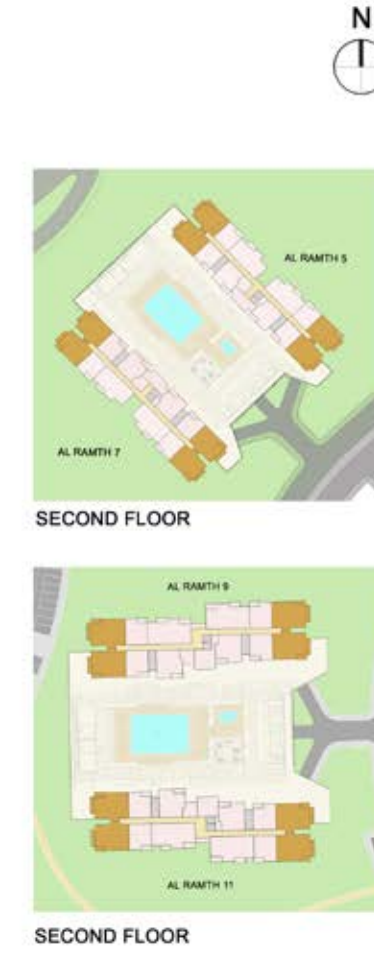 N
AL RAMTH 5
AL RAMTH 7
SECOND FLOOR
AL RAMTH 9
AL RAMTH 11
SECOND FLOOR